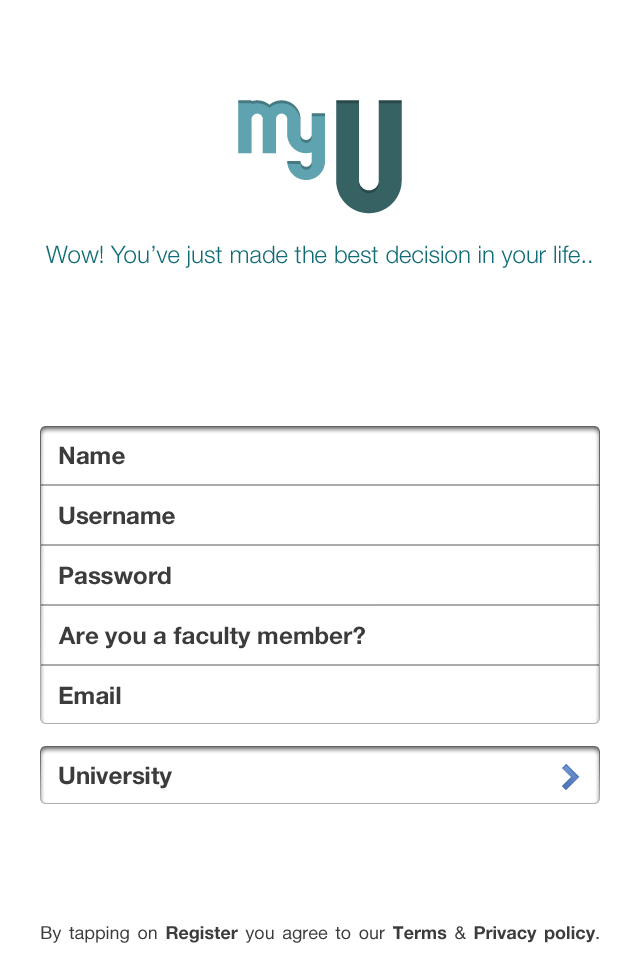 myU
Wow! You've just made the best decision in your life..
Name
Username
Password
Are you a faculty member?
Email
University
By tapping on Register you agree to our Terms & Privacy policy.